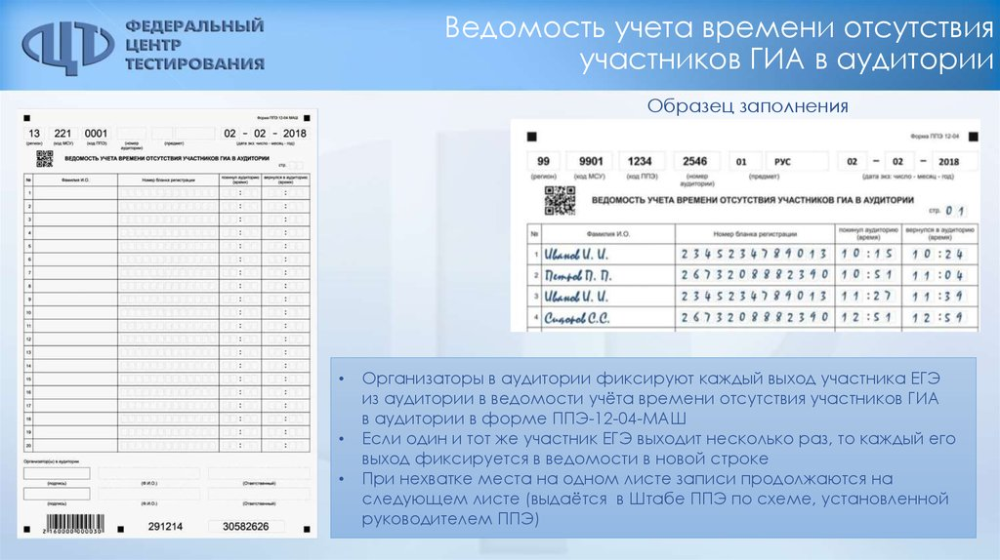 ФЕДЕРАЛЬНЫЙ
ЦЕНТР
ТЕСТИРОВАНИЯ
Ведомость учета времени отсутствия
участников ГИА в аудитории
Форма ППЭ 12-04 МАШ
13 221 0001 02 - 02 - 2018
(регион) (код МСУ) (код ППЭ) (номер аудитории) (предмет) (дата экз: число - месяц - год)
ВЕДОМОСТЬ УЧЕТА ВРЕМЕНИ ОТСУТСТВИЯ УЧАСТНИКОВ ГИА В АУДИТОРИИ
стр.
№ Фамилия И.О. Номер бланка регистрации покинул аудиторию (время) вернулся в аудиторию (время)
1 : :
2 : :
3 : :
4 : :
5 : :
6 : :
7 : :
8 : :
9 : :
10 : :
11 : :
12 : :
13 : :
14 : :
15 : :
16 : :
17 : :
18 : :
19 : :
20 : :
Организатор(ы) в аудитории
(подпись) (Ф.И.О.) (Ответственный)
(подпись) (Ф.И.О.) (Ответственный)
2 160000 000030 291214 30582626
Образец заполнения
Форма ППЭ 12-04
99 9901 1234 2546 01 РУС 02 - 02 - 2018
(регион) (код МСУ) (код ППЭ) (номер аудитории) (предмет) (дата экз: число - месяц - год)
ВЕДОМОСТЬ УЧЕТА ВРЕМЕНИ ОТСУТСТВИЯ УЧАСТНИКОВ ГИА В АУДИТОРИИ
стр. 01
№ Фамилия И.О. Номер бланка регистрации покинул аудиторию (время) вернулся в аудиторию (время)
1 Иванов И. И. 2345234789013 10:15 10:24
2 Петров П. П. 2673208882390 10:51 11:04
3 Иванов И. И. 2345234789013 11:27 11:39
4 Сидоров С.С. 2673208882390 12:51 12:59
• Организаторы в аудитории фиксируют каждый выход участника ЕГЭ
из аудитории в ведомости учёта времени отсутствия участников ГИА
в аудитории в форме ППЭ-12-04-МАШ
• Если один и тот же участник ЕГЭ выходит несколько раз, то каждый его
выход фиксируется в ведомости в новой строке
• При нехватке места на одном листе записи продолжаются на
следующем листе (выдаётся в Штабе ППЭ по схеме, установленной
руководителем ППЭ)